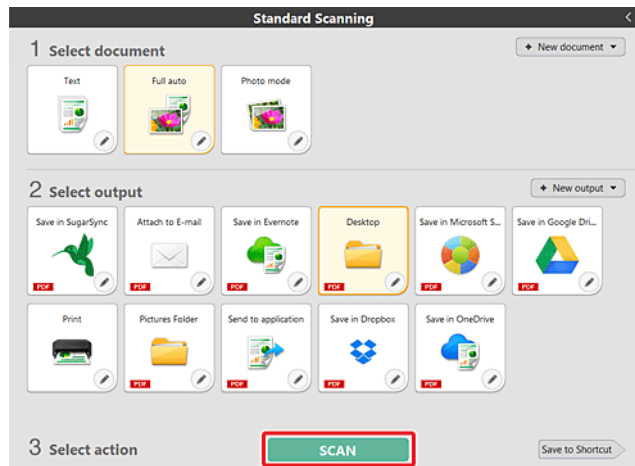 Standard Scanning
1 Select document
+ New document
Text
Full auto
Photo mode
2 Select output
+ New output
Save in SugarSync
Attach to E-mail
Save in Evernote
Desktop
Save in Microsoft S...
Save in Google Dri...
PDF
PDF
PDF
PDF
PDF
PDF
Print
Pictures Folder
Send to application
Save in Dropbox
Save in OneDrive
PDF
PDF
PDF
PDF
3 Select action
SCAN
Save to Shortcut